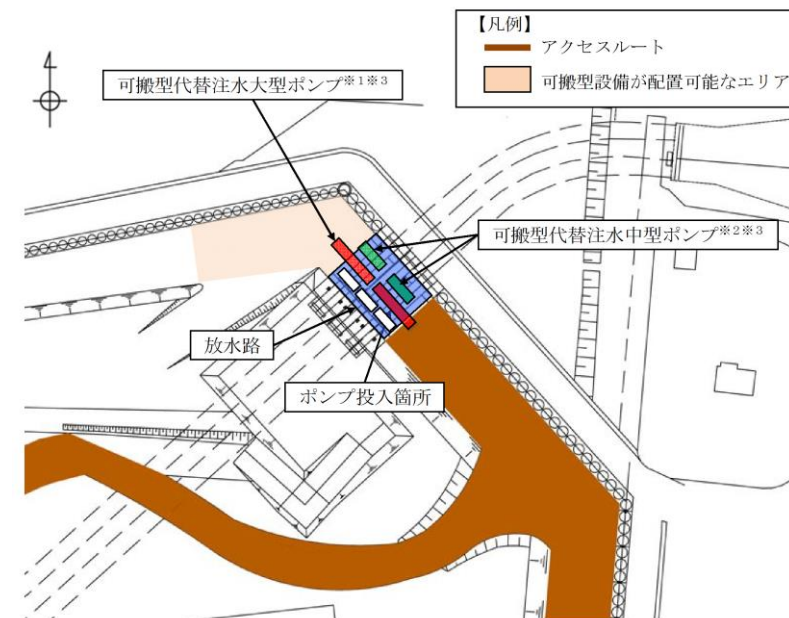 【凡例】
アクセスルート
可搬型設備が配置可能なエリア
可搬型代替注水大型ポンプ※1※3
可搬型代替注水中型ポンプ※2※3
放水路
ポンプ投入箇所